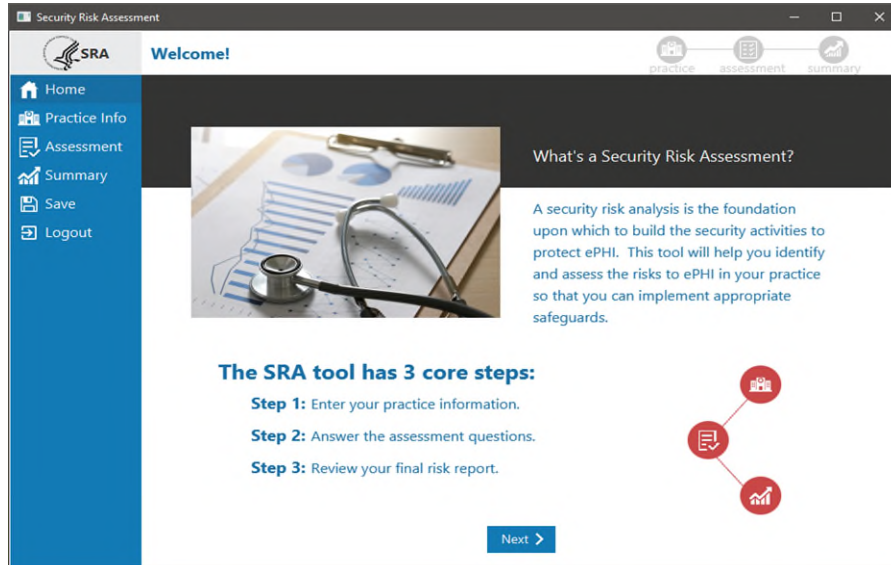 Security Risk Assessment
SRA
Welcome!
practice
assessment
summary
Home
Practice Info
Assessment
Summary
Save
Logout
What's a Security Risk Assessment?
A security risk analysis is the foundation
upon which to build the security activities to
protect ePHI. This tool will help you identify
and assess the risks to ePHI in your practice
so that you can implement appropriate
safeguards.
The SRA tool has 3 core steps:
Step 1: Enter your practice information.
Step 2: Answer the assessment questions.
Step 3: Review your final risk report.
Next